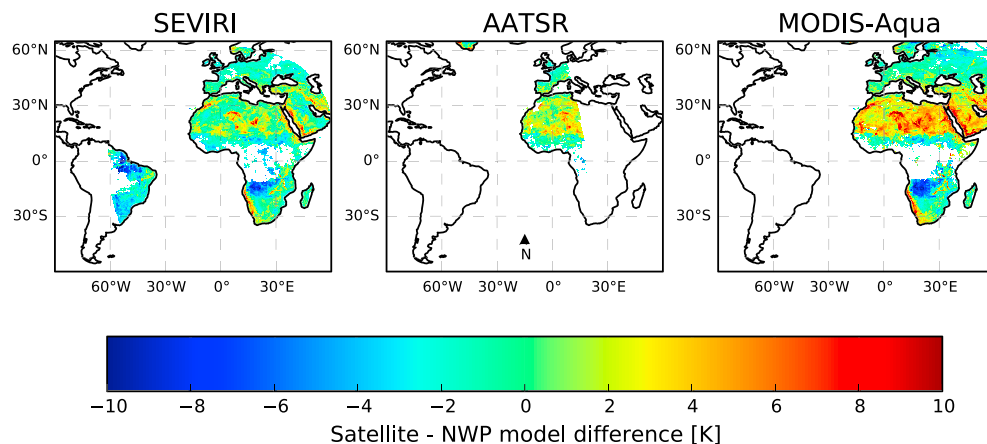 SEVIRI AATSR MODIS-Aqua
60°N 60°N 60°N
30°N 30°N 30°N
0° 0° 0°
30°S 30°S 30°S
N
60°W 30°W 0° 30°E 60°W 30°W 0° 30°E 60°W 30°W 0° 30°E
−10 −8 −6 −4 −2 0 2 4 6 8 10
Satellite - NWP model difference [K]